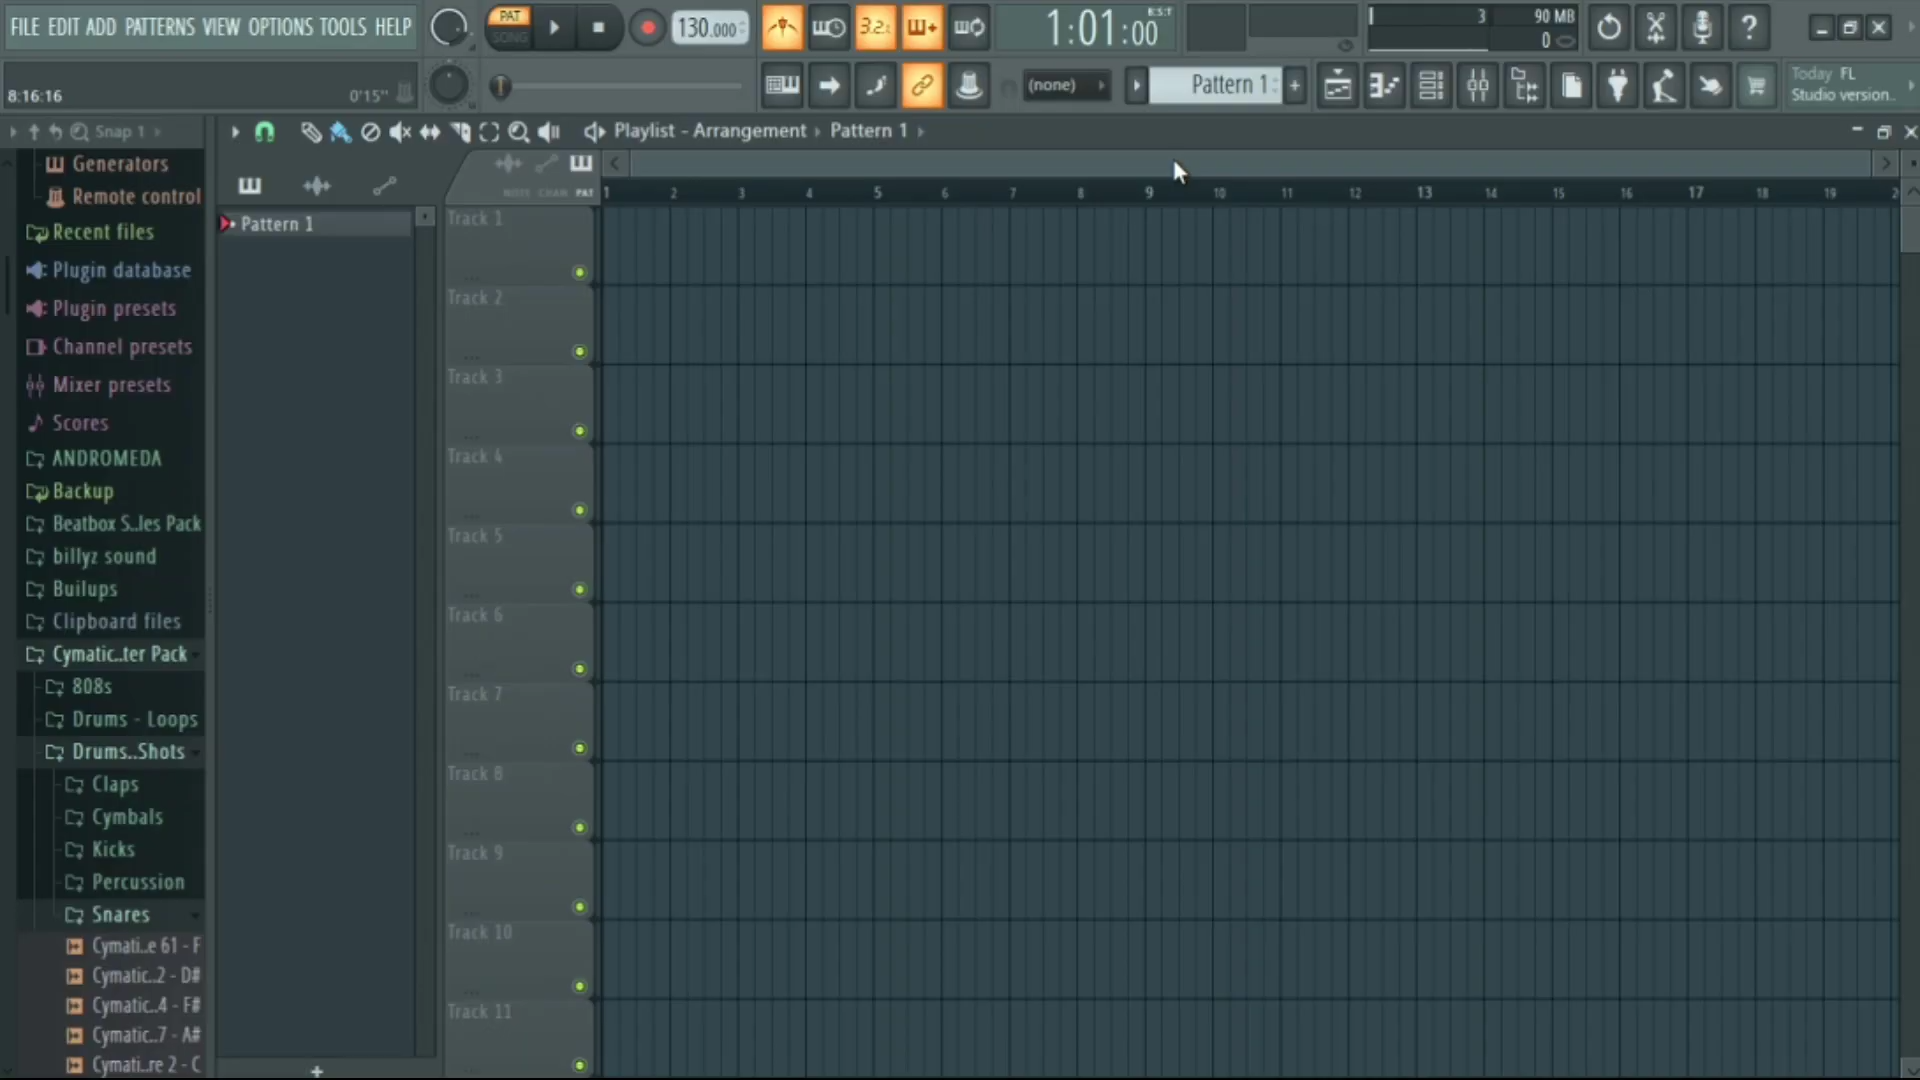 FILE EDIT ADD PATTERNS VIEW OPTIONS TOOLS HELP
PAT
SONG
130.000
3.2
1:01:00
B:S:T
3
90 MB
0
8:16:16
0'15"
(none)
Pattern 1
Today FL
Studio version..
Snap 1
Playlist - Arrangement › Pattern 1 ›
Generators
Remote control
Recent files
Plugin database
Plugin presets
Channel presets
Mixer presets
Scores
ANDROMEDA
Backup
Beatbox S..les Pack
billyz sound
Builups
Clipboard files
Cymatic..ter Pack
808s
Drums - Loops
Drums..Shots
Claps
Cymbals
Kicks
Percussion
Snares
Cymati..e 61 - F
Cymatic..2 - D#
Cymatic..4 - F#
Cymatic..7 - A#
Cymati..re 2 - C
Pattern 1
NOTE CHAN PAT
1 2 3 4 5 6 7 8 9 10 11 12 13 14 15 16 17 18 19
Track 1
Track 2
Track 3
Track 4
Track 5
Track 6
Track 7
Track 8
Track 9
Track 10
Track 11